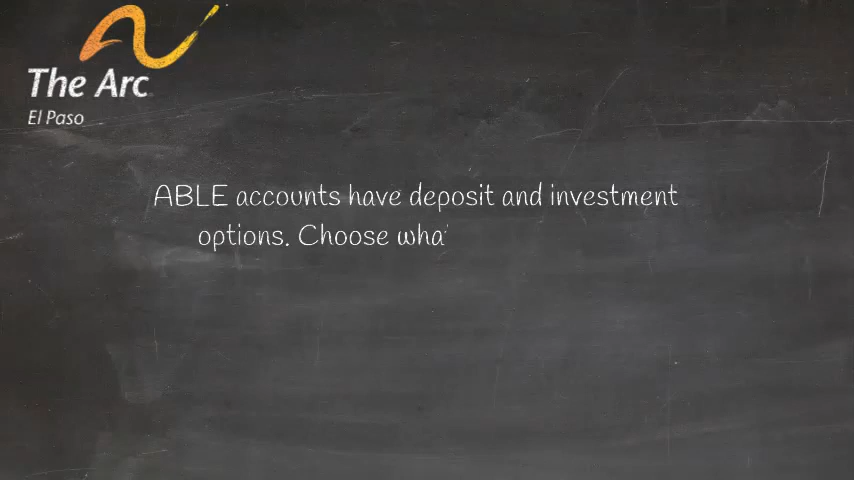 The Arc
El Paso
ABLE accounts have deposit and investment
options. Choose wha